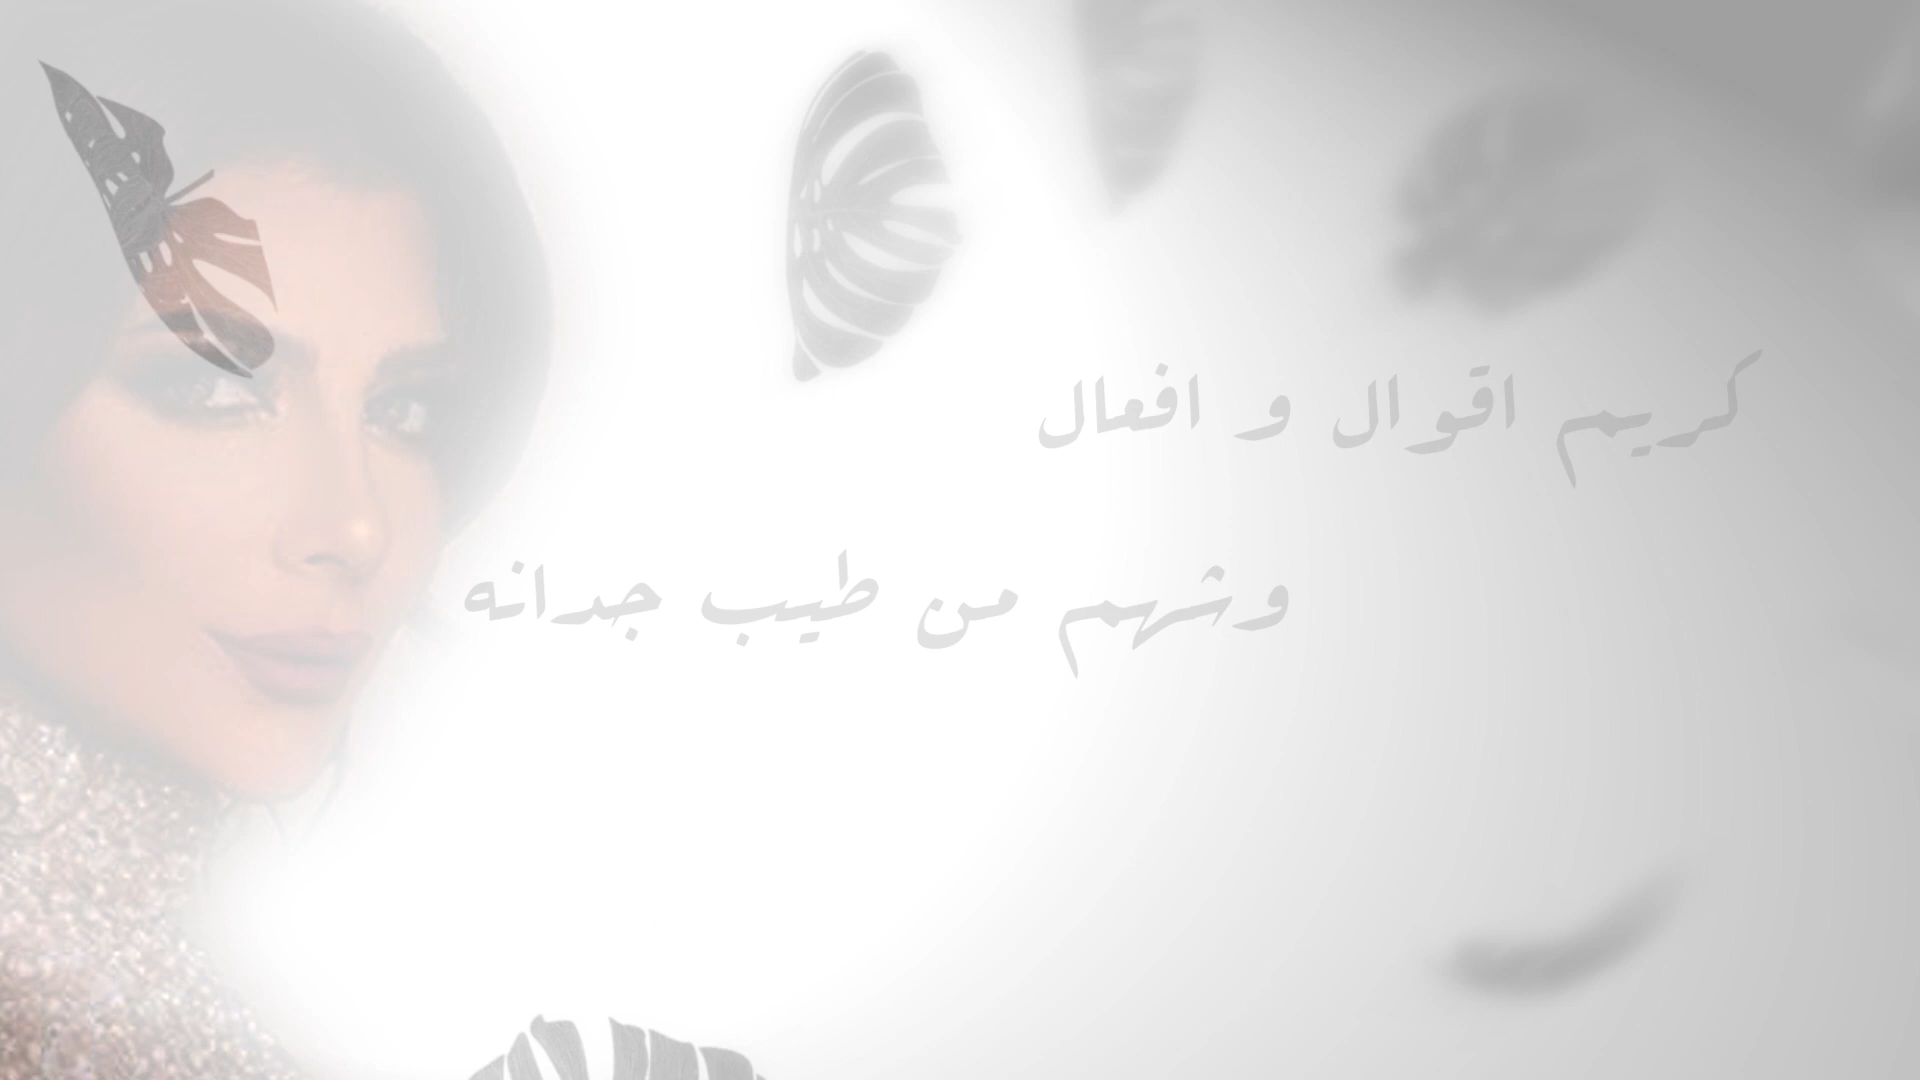 كريم اقوال و افعال
وشهم من طيب جدانه